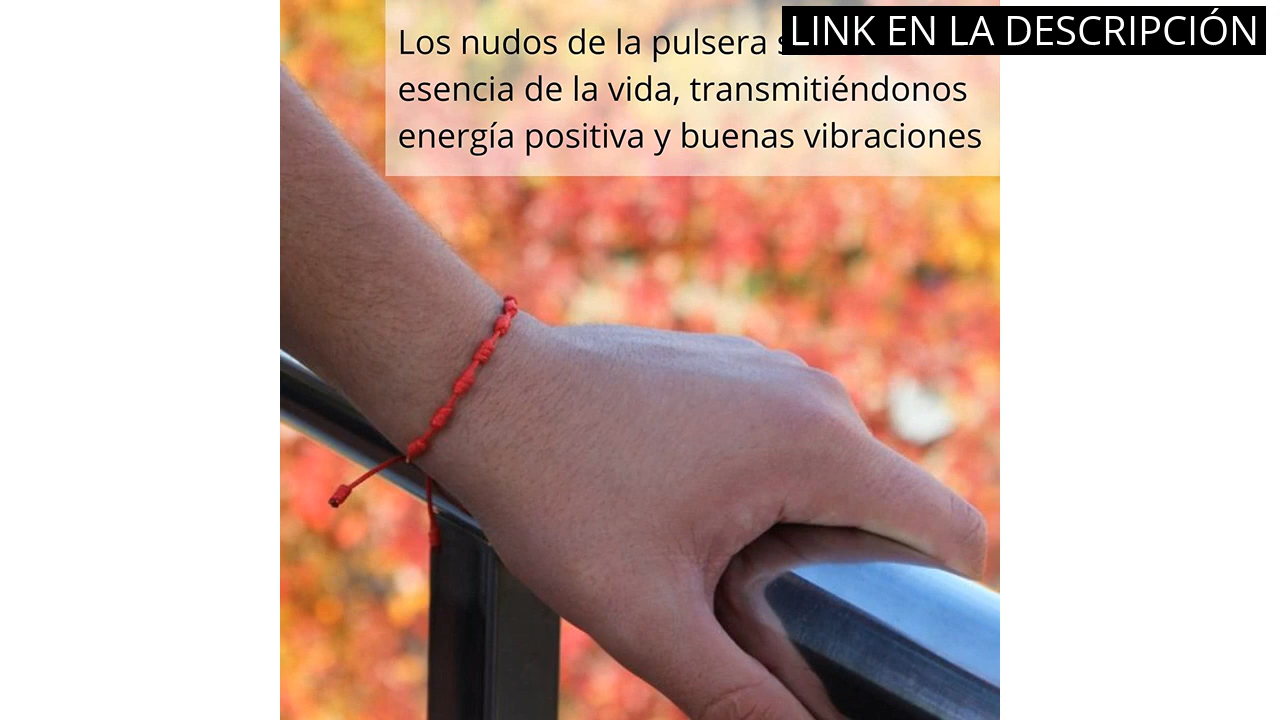 LINK EN LA DESCRIPCIÓN
Los nudos de la pulsera
esencia de la vida, transmitiéndonos
energía positiva y buenas vibraciones